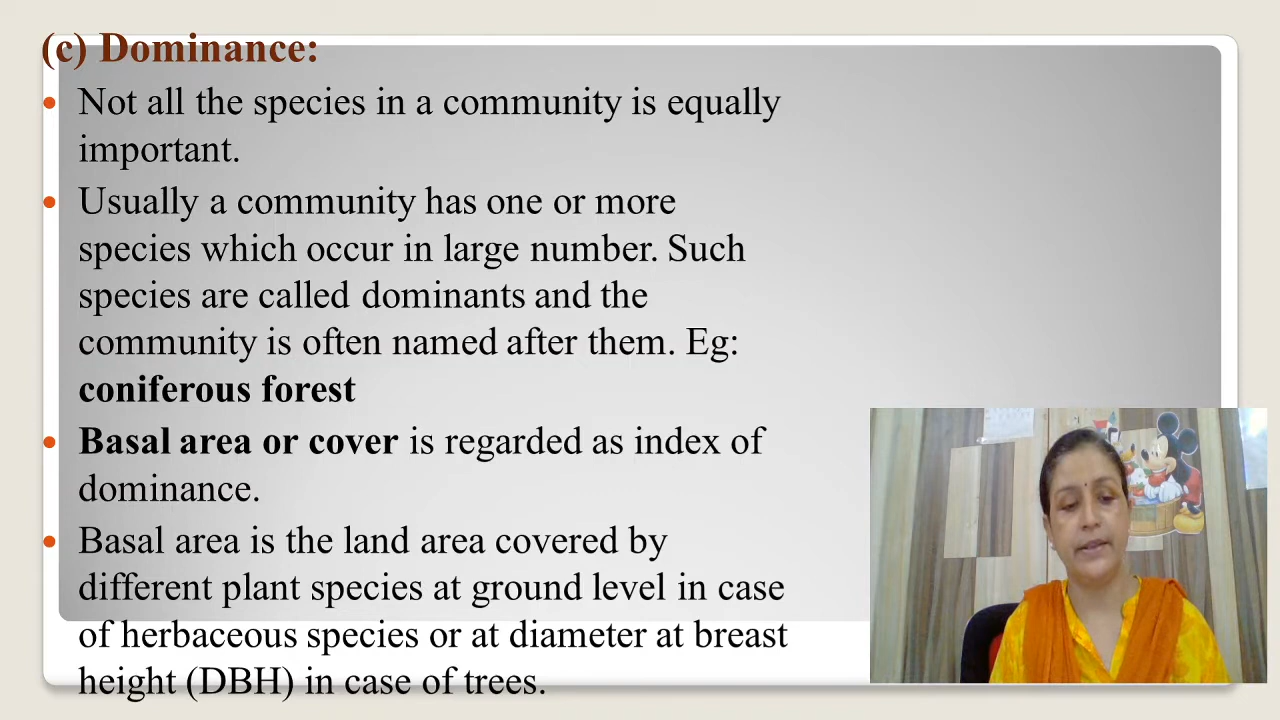 (c) Dominance:
• Not all the species in a community is equally
important.
• Usually a community has one or more
species which occur in large number. Such
species are called dominants and the
community is often named after them. Eg:
coniferous forest
• Basal area or cover is regarded as index of
dominance.
• Basal area is the land area covered by
different plant species at ground level in case
of herbaceous species or at diameter at breast
height (DBH) in case of trees.